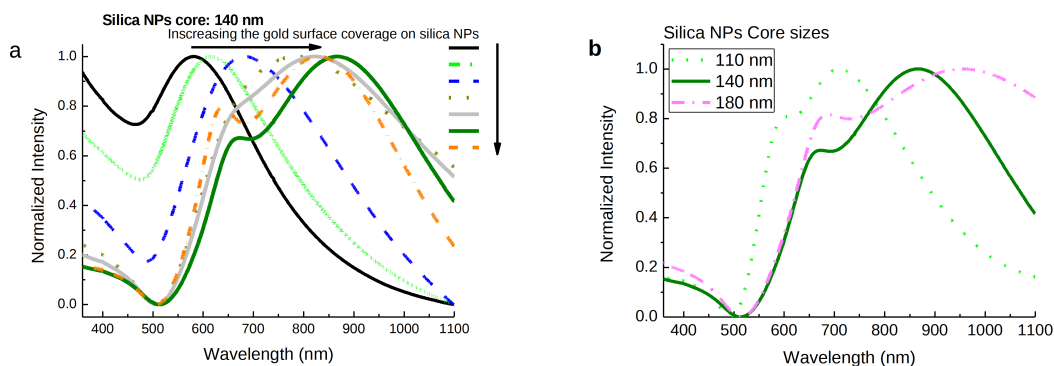 Silica NPs core: 140 nm
Inscreasing the gold surface coverage on silica NPs
a
1.0
0.8
0.6
0.4
0.2
0.0
Normalized Intensity
400 500 600 700 800 900 1000 1100
Wavelength (nm)
b
Silica NPs Core sizes
110 nm
140 nm
180 nm
1.0
0.8
0.6
0.4
0.2
0.0
Normalized Intensity
400 500 600 700 800 900 1000 1100
Wavelength (nm)